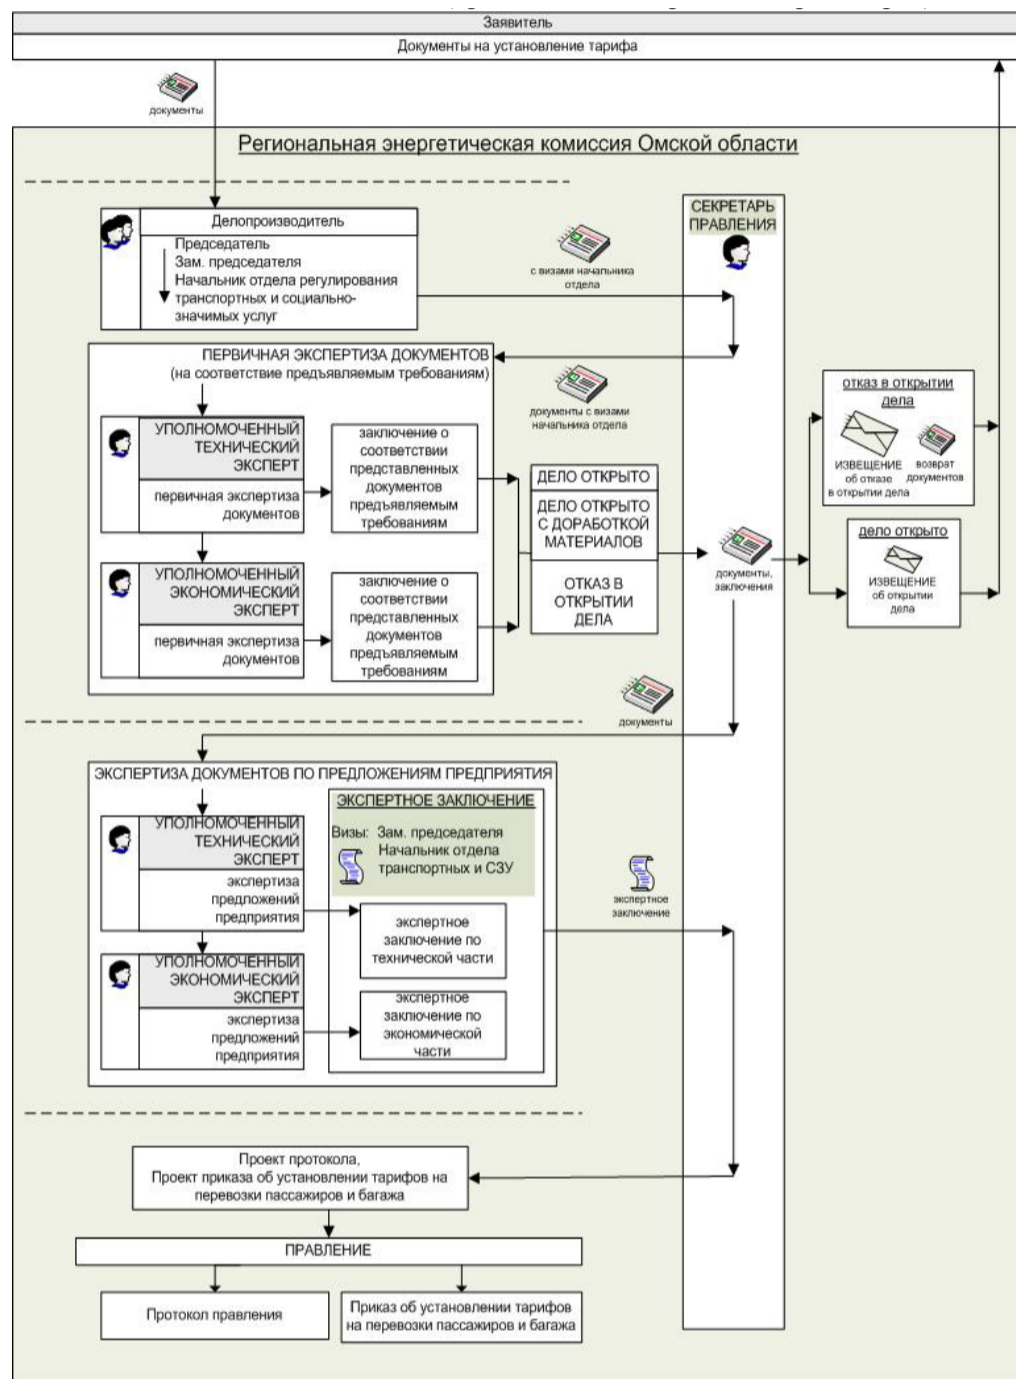 Заявитель
Документы на установление тарифа
документы
Региональная энергетическая комиссия Омской области
Делопроизводитель
Председатель
Зам. председателя
Начальник отдела регулирования
транспортных и социально-
значимых услуг
с визами начальника
отдела
СЕКРЕТАРЬ
ПРАВЛЕНИЯ
ПЕРВИЧНАЯ ЭКСПЕРТИЗА ДОКУМЕНТОВ
(на соответствие предъявляемым требованиям)
документы с визами
начальника отдела
УПОЛНОМОЧЕННЫЙ
ТЕХНИЧЕСКИЙ
ЭКСПЕРТ
первичная экспертиза
документов
заключение о
соответствии
представленных
документов
предъявляемым
требованиям
УПОЛНОМОЧЕННЫЙ
ЭКОНОМИЧЕСКИЙ
ЭКСПЕРТ
первичная экспертиза
документов
заключение о
соответствии
представленных
документов
предъявляемым
требованиям
ДЕЛО ОТКРЫТО
ДЕЛО ОТКРЫТО
С ДОРАБОТКОЙ
МАТЕРИАЛОВ
ОТКАЗ В
ОТКРЫТИИ
ДЕЛА
документы,
заключения
отказ в открытии
дела
ИЗВЕЩЕНИЕ
об отказе
в открытии дела
возврат
документов
дело открыто
ИЗВЕЩЕНИЕ
об открытии
дела
документы
ЭКСПЕРТИЗА ДОКУМЕНТОВ ПО ПРЕДЛОЖЕНИЯМ ПРЕДПРИЯТИЯ
УПОЛНОМОЧЕННЫЙ
ТЕХНИЧЕСКИЙ
ЭКСПЕРТ
экспертиза
предложений
предприятия
УПОЛНОМОЧЕННЫЙ
ЭКОНОМИЧЕСКИЙ
ЭКСПЕРТ
экспертиза
предложений
предприятия
ЭКСПЕРТНОЕ ЗАКЛЮЧЕНИЕ
Визы: Зам. председателя
Начальник отдела
транспортных и СЗУ
экспертное
заключение по
технической части
экспертное
заключение по
экономической
части
экспертное
заключение
Проект протокола,
Проект приказа об установлении тарифов на
перевозки пассажиров и багажа
ПРАВЛЕНИЕ
Протокол правления
Приказ об установлении тарифов
на перевозки пассажиров и багажа